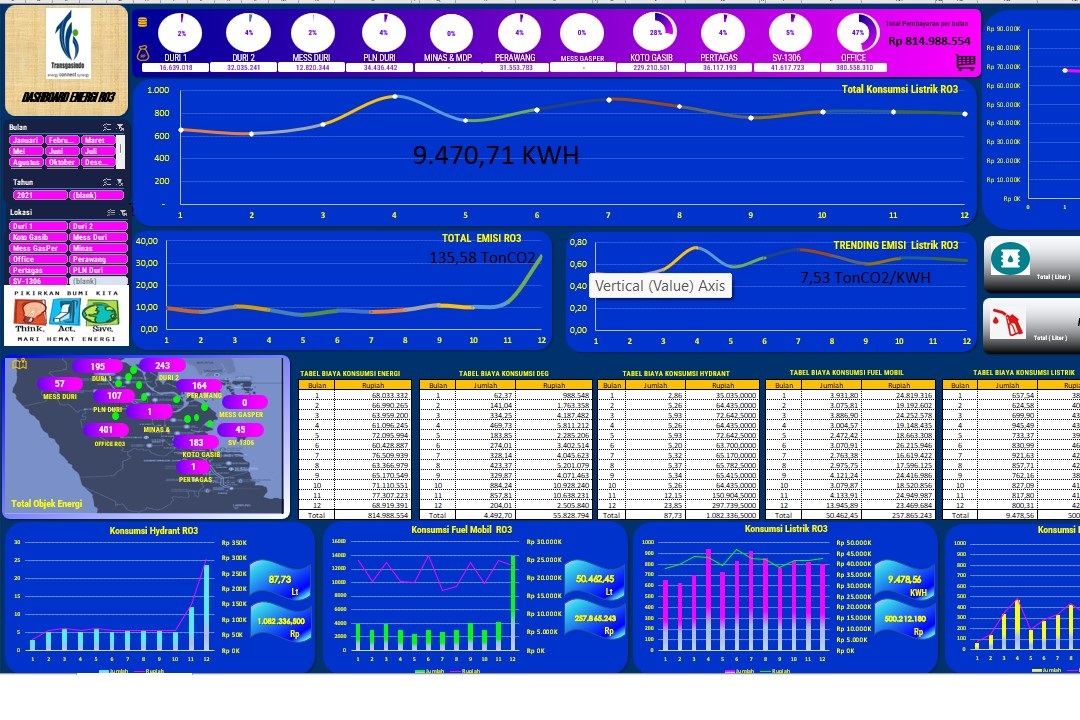 Transgasindo
energy connect
DASHBOARD ENERGI RO3
2%
4%
2%
4%
0%
4%
0%
28%
4%
5%
47%
DURI 1
DURI 2
MESS DURI
PLN DURI
MINAS & MDP
PERAWANG
MESS GASPER
KOTO GASIB
PERTAGAS
SV-1306
OFFICE
16.639.018
32.035.241
12.820.344
34.436.442
-
31.553.783
-
229.210.501
36.117.193
41.617.723
380.558.310
Total Pembayaran per bulan
Rp 814.988.554
Bulan
Januari Febru... Maret
Mei Juni Juli
Agustus Oktober Dese...
Tahun
2021 (blank)
Lokasi
Duri 1 Duri 2
Koto Gasib Mess Duri
Mess GasPer Minas
Office Perawang
Pertagas PLN Duri
SV-1306 (blank)
PIKIRKAN BUMI KITA
Think, Act, Save,
MARI HEMAT ENERGI
Total Konsumsi Listrik RO3
1.000
800
600
400
200
-
9.470,71 KWH
1 2 3 4 5 6 7 8 9 10 11 12
Rp 90.000K
Rp 80.000K
Rp 70.000K
Rp 60.000K
Rp 50.000K
Rp 40.000K
Rp 30.000K
Rp 20.000K
Rp 10.000K
Rp 0K
0 1
TOTAL EMISI RO3
135,58 TonCO2
40,00
30,00
20,00
10,00
0,00
1 2 3 4 5 6 7 8 9 10 11 12
TRENDING EMISI Listrik RO3
7,53 TonCO2/KWH
0,80
0,60
0,40
0,20
0,00
Vertical (Value) Axis
1 2 3 4 5 6 7 8 9 10 11 12
Total ( Liter )
Total ( Liter )
195
DURI 1
243
DURI 2
57
MESS DURI
107
PLN DURI
164
PERAWANG
1
MINAS &
0
MESS GASPER
401
OFFICE RO3
45
SV-1306
183
KOTO GASIB
1
PERTAGAS
Total Objek Energi
TABEL BIAYA KONSUMSI ENERGI
Bulan Rupiah
1 68.033.332
2 66.990.265
3 63.959.200
4 61.096.245
5 72.095.994
6 60.428.887
7 76.509.939
8 63.366.979
9 65.170.549
10 71.110.551
11 77.307.223
12 68.919.391
Total 814.988.554
TABEL BIAYA KONSUMSI DEG
Bulan Jumlah Rupiah
1 62,37 988.548
2 141,04 1.763.358
3 334,25 4.187.482
4 469,73 5.811.212
5 183,85 2.285.206
6 274,01 3.402.514
7 328,14 4.045.623
8 423,37 5.201.079
9 329,87 4.071.463
10 884,24 10.928.240
11 857,81 10.638.231
12 204,01 2.505.840
Total 4.492,70 55.828.794
TABEL BIAYA KONSUMSI HYDRANT
Bulan Jumlah Rupiah
1 2,86 35,035,0000
2 5,26 64.435,0000
3 5,93 72.642,5000
4 5,26 64.435,0000
5 5,93 72.642,5000
6 5,20 63.700,0000
7 5,32 65.170,0000
8 5,37 65.782,5000
9 5,34 65.415,0000
10 5,26 64.435,0000
11 12,15 150.904,5000
12 23,85 297.739,5000
Total 87,73 1.082.336,5000
TABEL BIAYA KONSUMSI FUEL MOBIL
Bulan Jumlah Rupiah
1 3.931,80 24.819.316
2 3.075,81 19.192.602
3 3.886,90 24.252.578
4 3.004,57 19.148.435
5 2.472,42 18.663.308
6 3.070,91 26.215.946
7 2.763,38 16.619.422
8 2.975,75 17.596.125
9 4.121,24 24.416.986
10 3.079,87 18.520.856
11 4.133,91 24.949.987
12 13.945,89 23.469.684
Total 50.462,45 257.865.243
TABEL BIAYA KONSUMSI LISTRIK
Bulan Jumlah
1 657,54
2 624,58
3 699,90
4 945,49
5 733,37
6 830,99
7 921,63
8 857,71
9 762,16
10 827,09
11 817,80
12 800,31
Total 9.478,56
Konsumsi Hydrant RO3
30
25
20
15
10
5
0
Rp 350K
Rp 300K
Rp 250K
Rp 200K
Rp 150K
Rp 100K
Rp 50K
Rp 0K
87,73
Lt
1.082.336,500
Rp
1 2 3 4 5 6 7 8 9 10 11 12
Jumlah Rupiah
Konsumsi Fuel Mobil RO3
16000
14000
12000
10000
8000
6000
4000
2000
0
Rp 30.000K
Rp 25.000K
Rp 20.000K
Rp 15.000K
Rp 10.000K
Rp 5.000K
Rp 0K
50.462,45
Lt
257.865.243
Rp
1 2 3 4 5 6 7 8 9 10 11 12
Jumlah Rupiah
Konsumsi Listrik RO3
1000
900
800
700
600
500
400
300
200
100
0
Rp 50.000K
Rp 45.000K
Rp 40.000K
Rp 35.000K
Rp 30.000K
Rp 25.000K
Rp 20.000K
Rp 15.000K
Rp 10.000K
Rp 5.000K
Rp 0K
9.478,56
KWH
500.212.180
Rp
1 2 3 4 5 6 7 8 9 10 11 12
Jumlah Rupiah
Konsumsi
1000
900
800
700
600
500
400
300
200
100
0
1 2 3 4 5 6 7 8
Jumlah